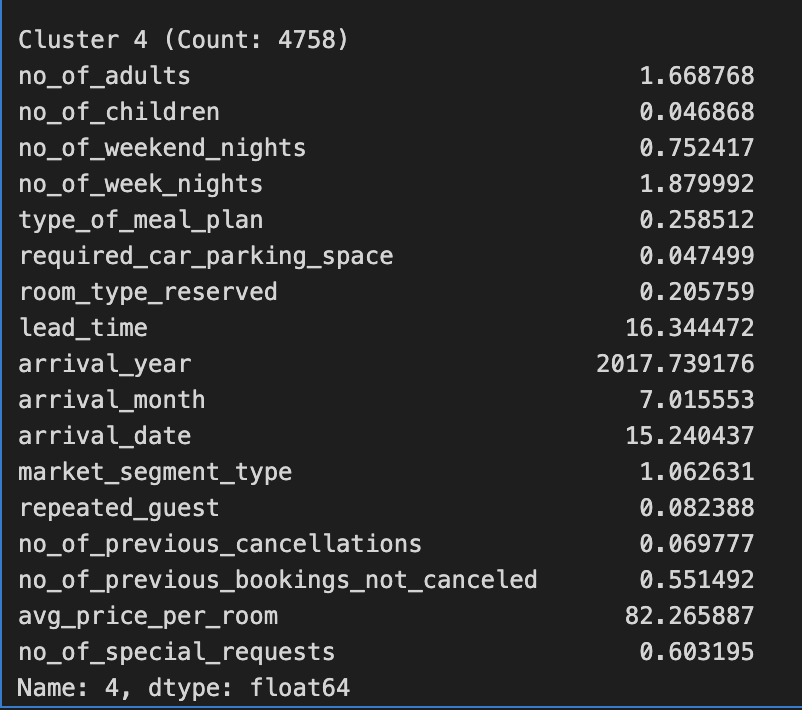 Cluster 4 (Count: 4758)
no_of_adults 1.668768
no_of_children 0.046868
no_of_weekend_nights 0.752417
no_of_week_nights 1.879992
type_of_meal_plan 0.258512
required_car_parking_space 0.047499
room_type_reserved 0.205759
lead_time 16.344472
arrival_year 2017.739176
arrival_month 7.015553
arrival_date 15.240437
market_segment_type 1.062631
repeated_guest 0.082388
no_of_previous_cancellations 0.069777
no_of_previous_bookings_not_canceled 0.551492
avg_price_per_room 82.265887
no_of_special_requests 0.603195
Name: 4, dtype: float64